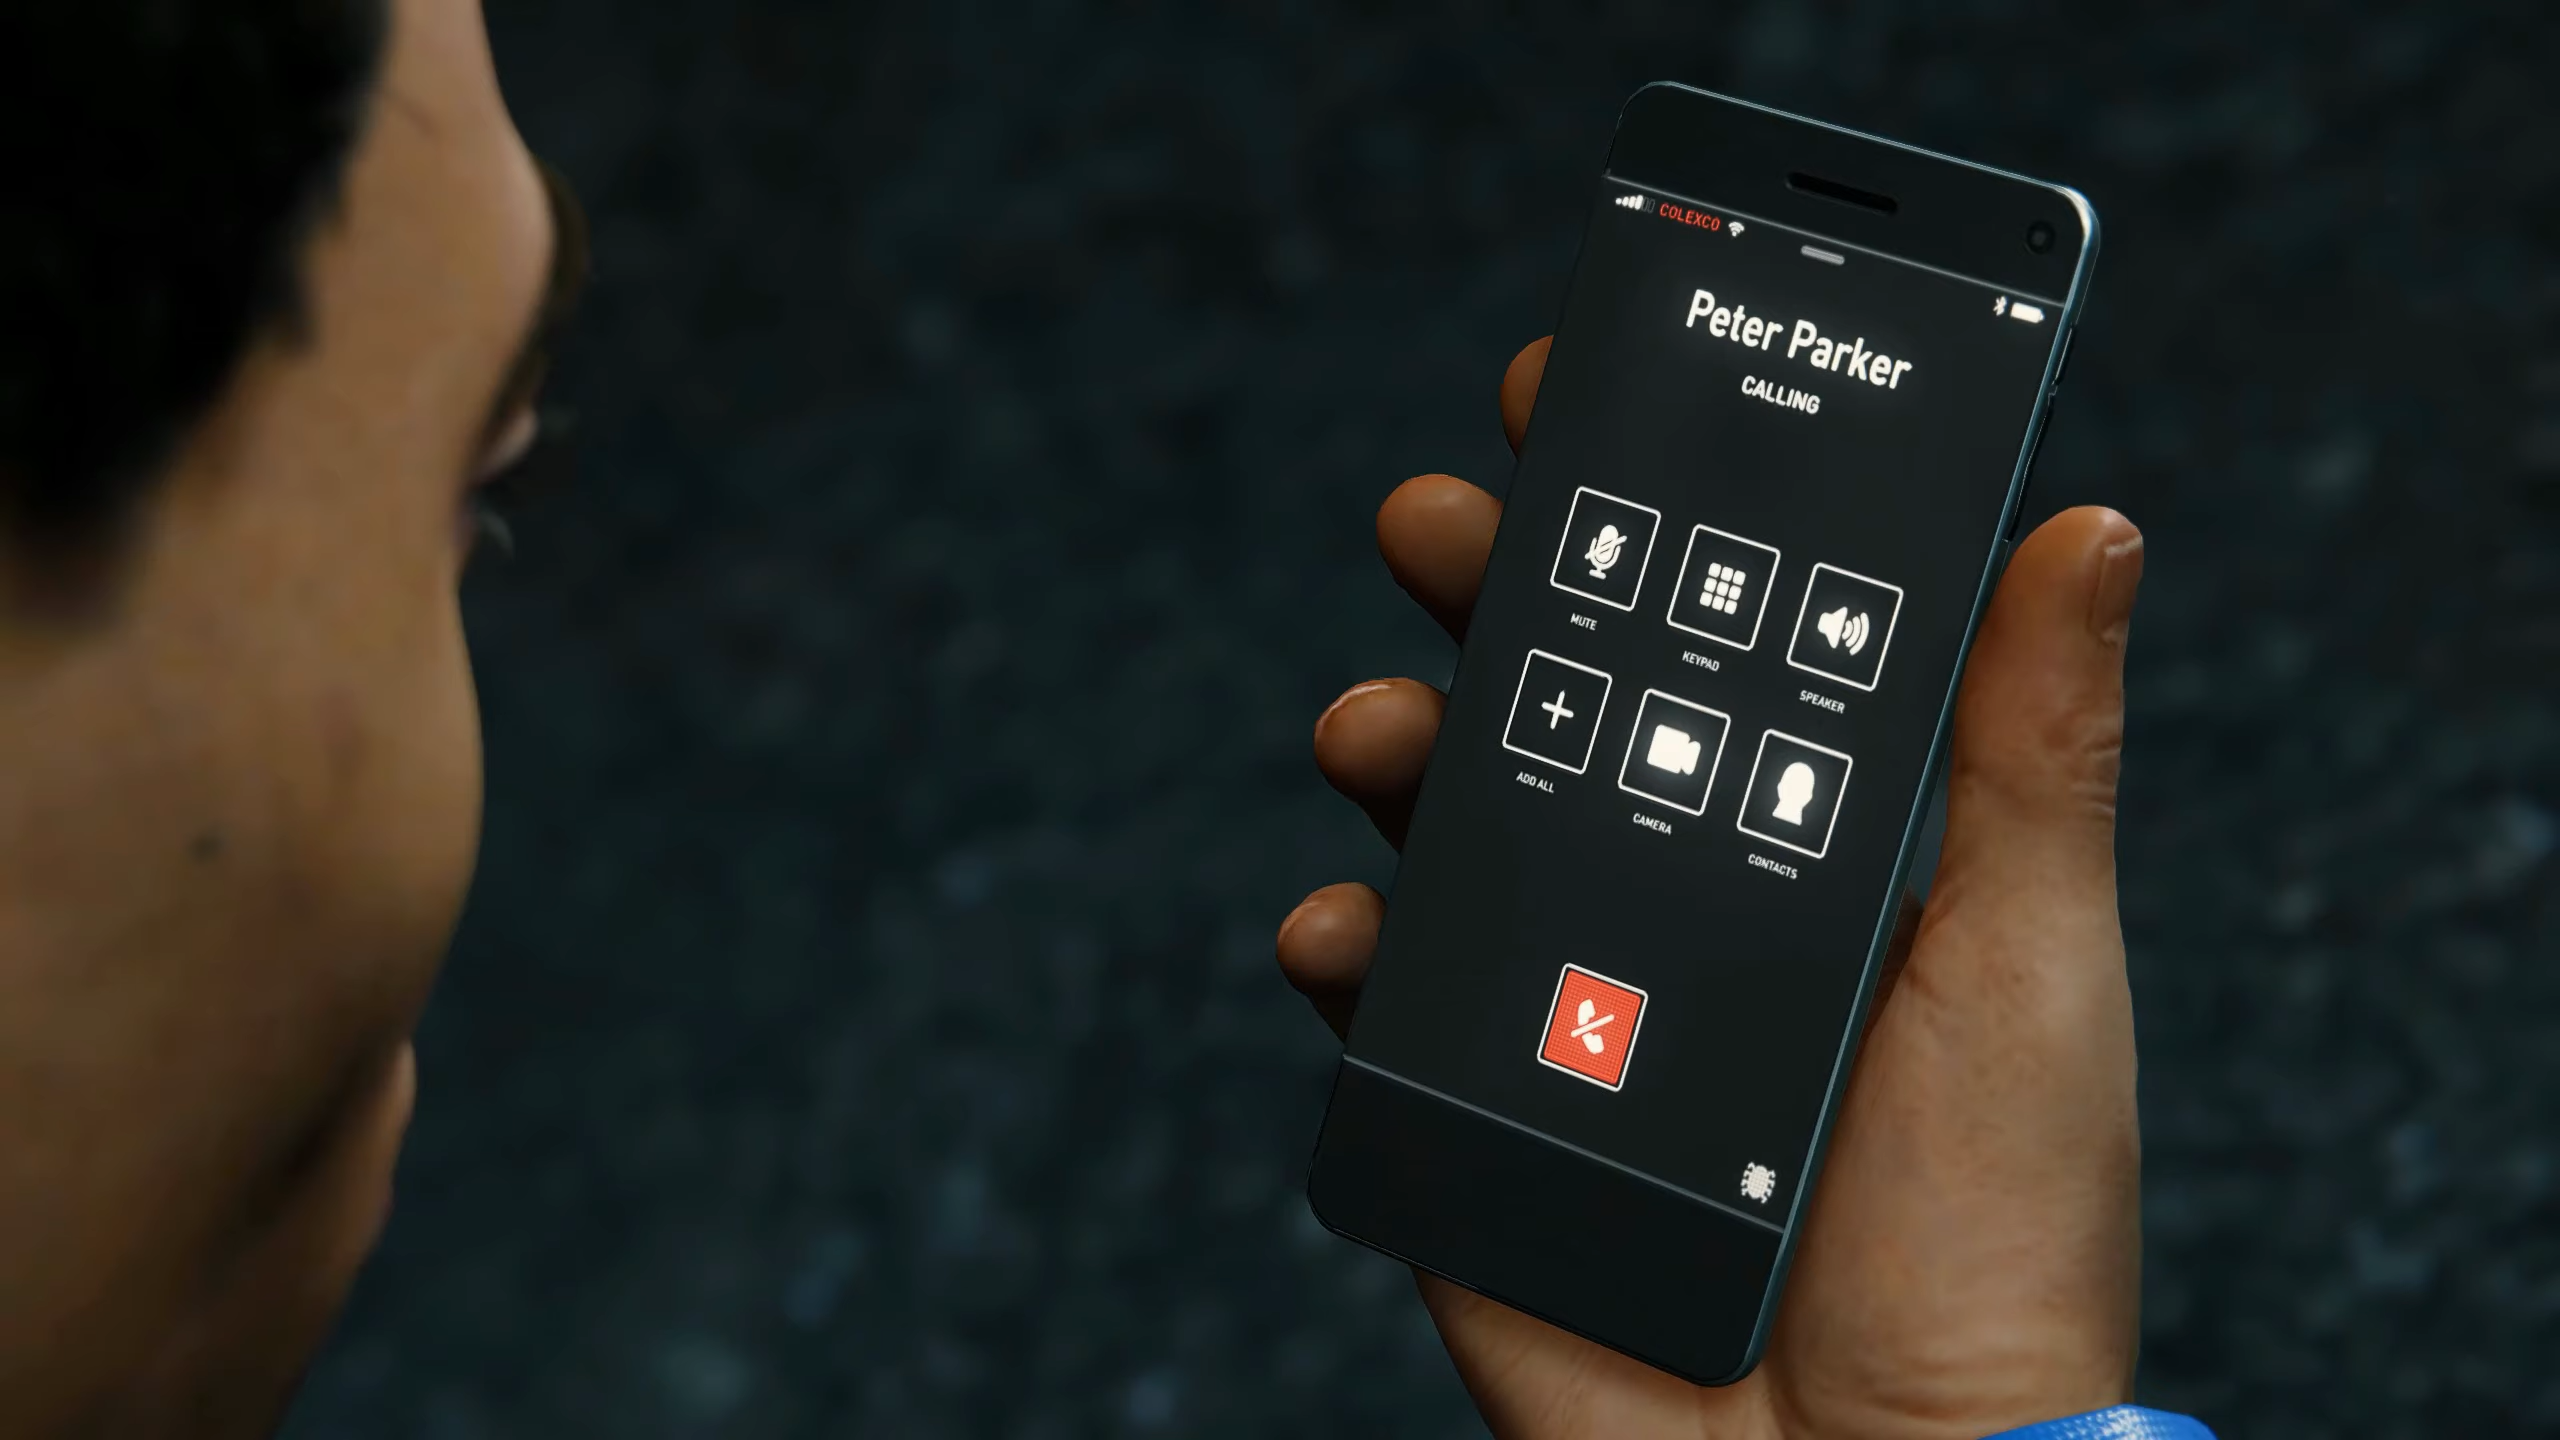 COLEXCO
Peter Parker
CALLING
MUTE
KEYPAD
SPEAKER
ADD ALL
CAMERA
CONTACTS